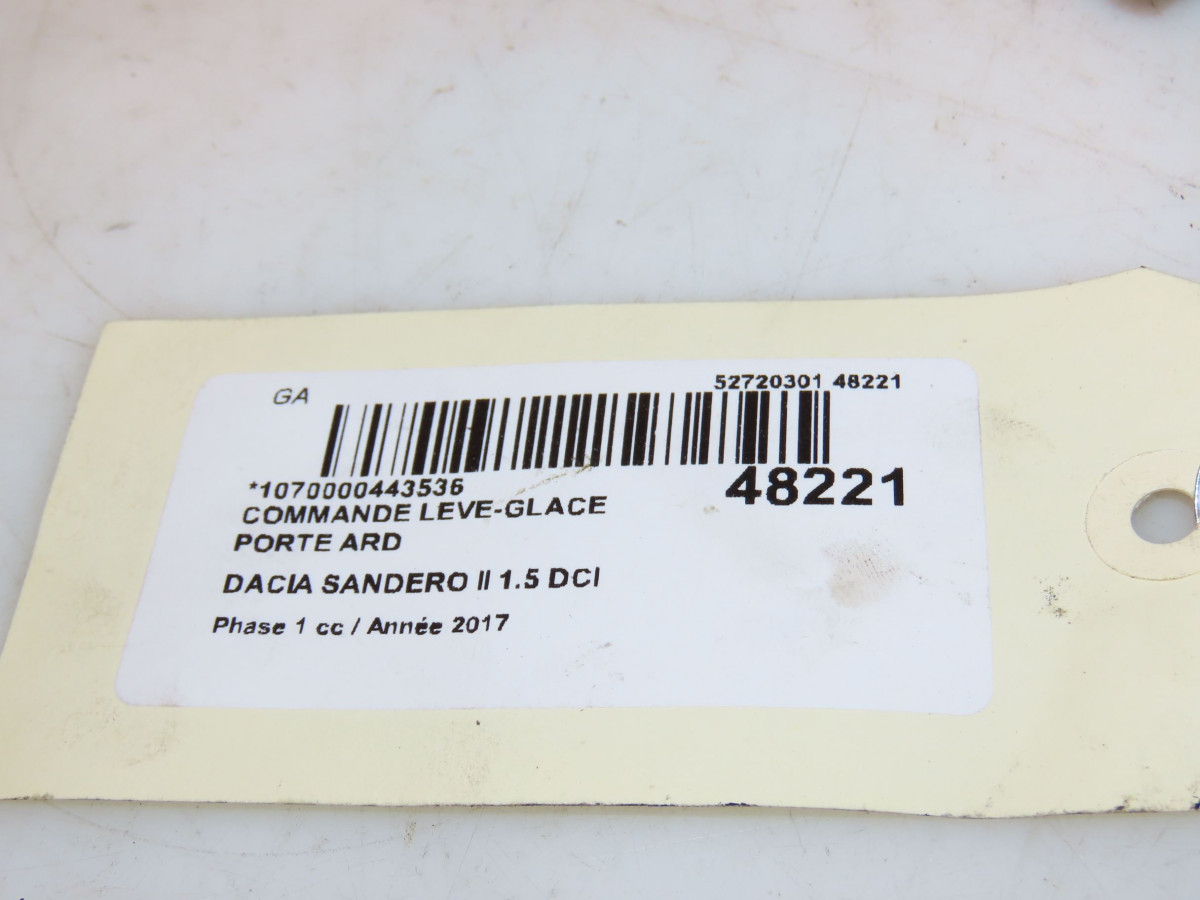 GA
52720301 48221
*1070000443536
48221
COMMANDE LEVE-GLACE
PORTE ARD
DACIA SANDERO II 1.5 DCI
Phase 1 cc / Année 2017